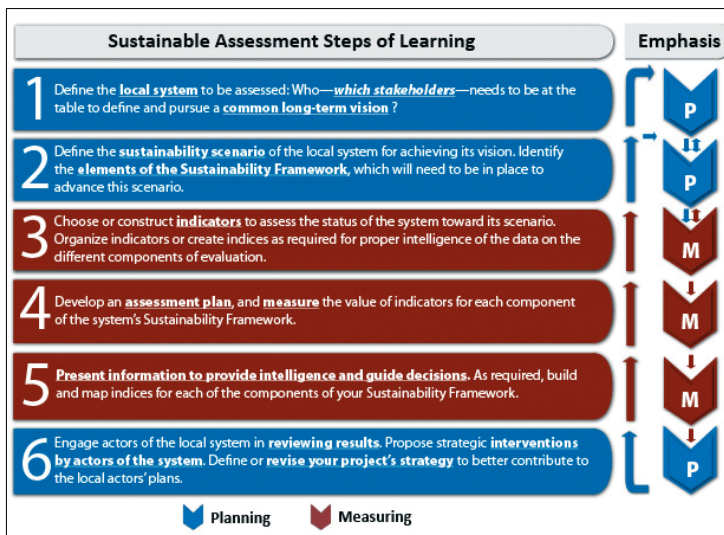 Sustainable Assessment Steps of Learning
Emphasis
1
Define the local system to be assessed: Who—which stakeholders—needs to be at the
table to define and pursue a common long-term vision ?
P
2
Define the sustainability scenario of the local system for achieving its vision. Identify
the elements of the Sustainability Framework, which will need to be in place to
advance this scenario.
P
3
Choose or construct indicators to assess the status of the system toward its scenario.
Organize indicators or create indices as required for proper intelligence of the data on the
different components of evaluation.
M
4
Develop an assessment plan, and measure the value of indicators for each component
of the system's Sustainability Framework.
M
5
Present information to provide intelligence and guide decisions. As required, build
and map indices for each of the components of your Sustainability Framework.
M
6
Engage actors of the local system in reviewing results. Propose strategic interventions
by actors of the system. Define or revise your project's strategy to better contribute to
the local actors' plans.
P
Planning
Measuring